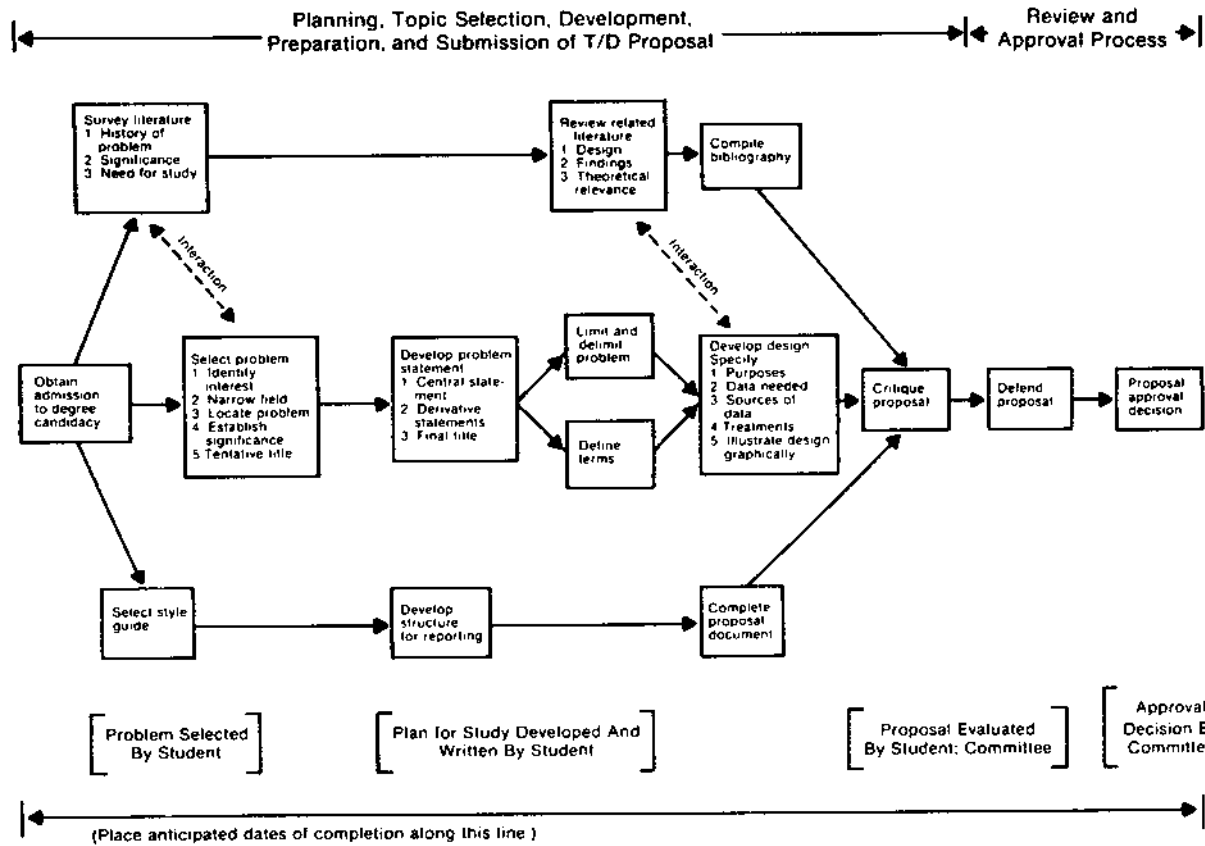 Planning, Topic Selection, Development,
Preparation, and Submission of T/D Proposal
Review and
Approval Process
Survey literature
1 History of
problem
2 Significance
3 Need for study
Review related
literature
1 Design
2 Findings
3 Theoretical
relevance
Compile
bibliography
Interaction
Interaction
Obtain
admission
to degree
candidacy
Select problem
1 Identify
interest
2 Narrow field
3 Locate problem
4 Establish
significance
5 Tentative title
Develop problem
statement
1 Central state-
ment
2 Derivative
statements
3 Final title
Limit and
delimit
problem
Define
terms
Develop design
Specify
1 Purposes
2 Data needed
3 Sources of
data
4 Treatments
5 Illustrate design
graphically
Critique
proposal
Defend
proposal
Proposal
approval
decision
Select style
guide
Develop
structure
for reporting
Complete
proposal
document
Problem Selected
By Student
Plan for Study Developed And
Written By Student
Proposal Evaluated
By Student; Committee
Approval
Decision B
Committe
(Place anticipated dates of completion along this line)